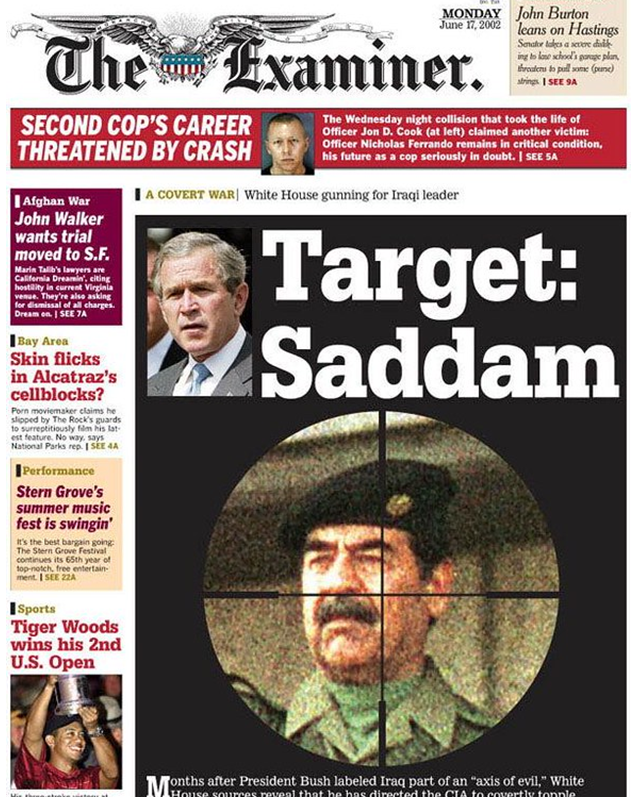 MONDAY
June 17, 2002
The Examiner.
John Burton
leans on Hastings
Senator takes a severe dislik-
ing to law school's garage plan,
threatens to pull some (purse)
strings. | SEE 9A
SECOND COP'S CAREER
THREATENED BY CRASH
The Wednesday night collision that took the life of
Officer Jon D. Cook (at left) claimed another victim:
Officer Nicholas Ferrando remains in critical condition,
his future as a cop seriously in doubt. | SEE 5A
Afghan War
John Walker
wants trial
moved to S.F.
Marin Talib's lawyers are
California Dreamin', citing
hostility in current Virginia
venue. They're also asking
for dismissal of all charges.
Dream on. | SEE 7A
Bay Area
Skin flicks
in Alcatraz's
cellblocks?
Porn moviemaker claims he
slipped by The Rock's guards
to surreptitiously film his lat-
est feature. No way, says
National Parks rep. | SEE 4A
Performance
Stern Grove's
summer music
fest is swingin'
It's the best bargain going:
The Stern Grove Festival
continues its 65th year of
top-notch, free entertain-
ment. | SEE 22A
Sports
Tiger Woods
wins his 2nd
U.S. Open
A COVERT WAR| White House gunning for Iraqi leader
Target:
Saddam
Months after President Bush labeled Iraq part of an "axis of evil," White
House sources reveal that he has directed the CIA to covertly topple